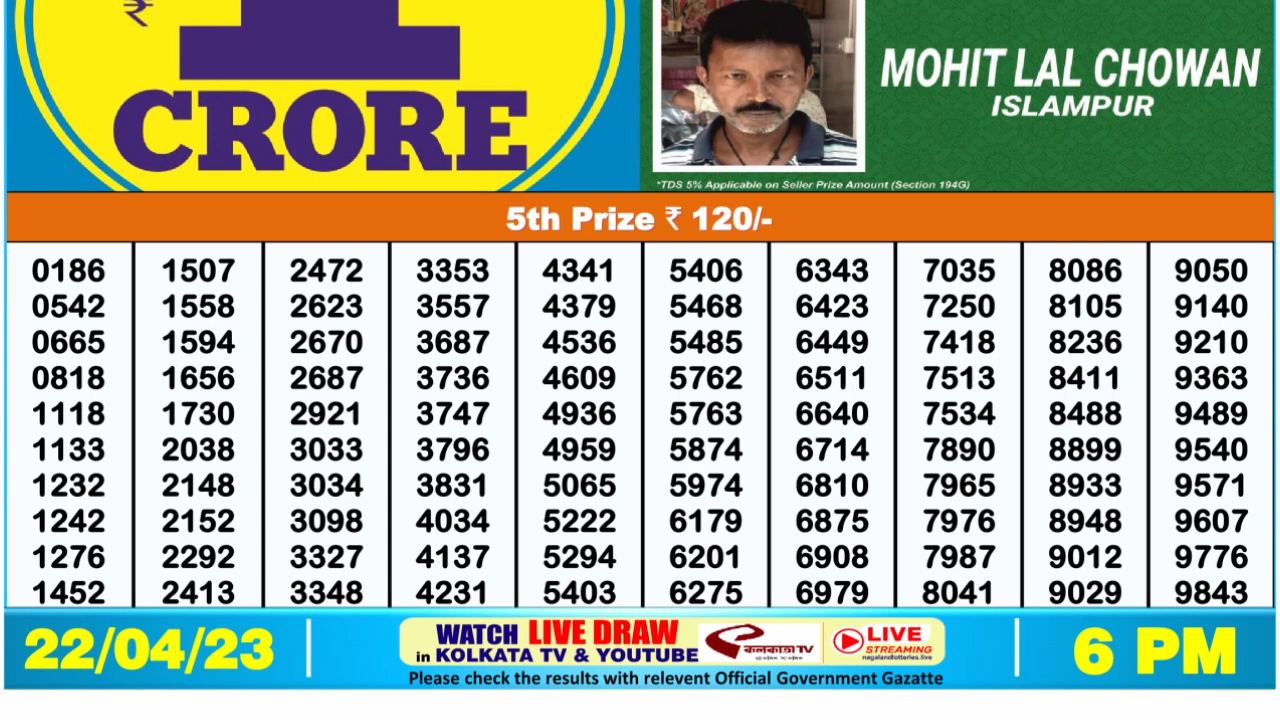 ₹
CRORE
MOHIT LAL CHOWAN
ISLAMPUR
*TDS 5% Applicable on Seller Prize Amount (Section 194G)
5th Prize ₹ 120/-
0186 1507 2472 3353 4341 5406 6343 7035 8086 9050
0542 1558 2623 3557 4379 5468 6423 7250 8105 9140
0665 1594 2670 3687 4536 5485 6449 7418 8236 9210
0818 1656 2687 3736 4609 5762 6511 7513 8411 9363
1118 1730 2921 3747 4936 5763 6640 7534 8488 9489
1133 2038 3033 3796 4959 5874 6714 7890 8899 9540
1232 2148 3034 3831 5065 5974 6810 7965 8933 9571
1242 2152 3098 4034 5222 6179 6875 7976 8948 9607
1276 2292 3327 4137 5294 6201 6908 7987 9012 9776
1452 2413 3348 4231 5403 6275 6979 8041 9029 9843
22/04/23
WATCH LIVE DRAW
in KOLKATA TV & YOUTUBE
কলকাতা TV
LIVE
STREAMING
nagalandlotteries.live
6 PM
Please check the results with relevent Official Government Gazatte